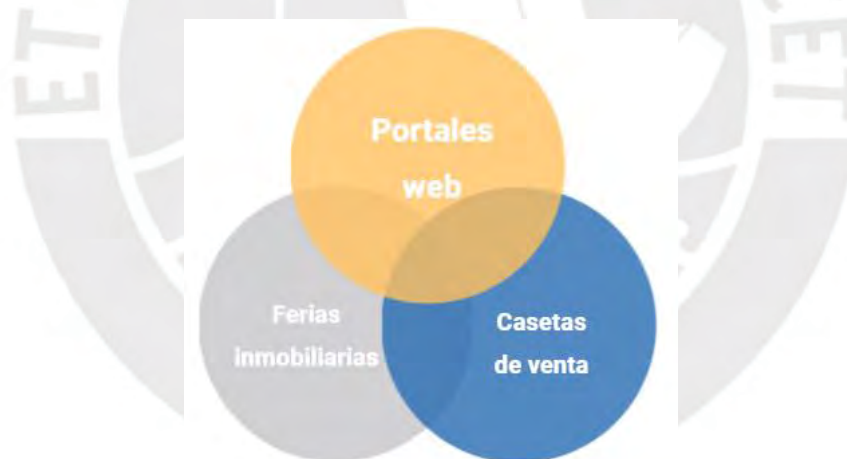 Portales
web
Ferias
inmobiliarias
Casetas
de venta